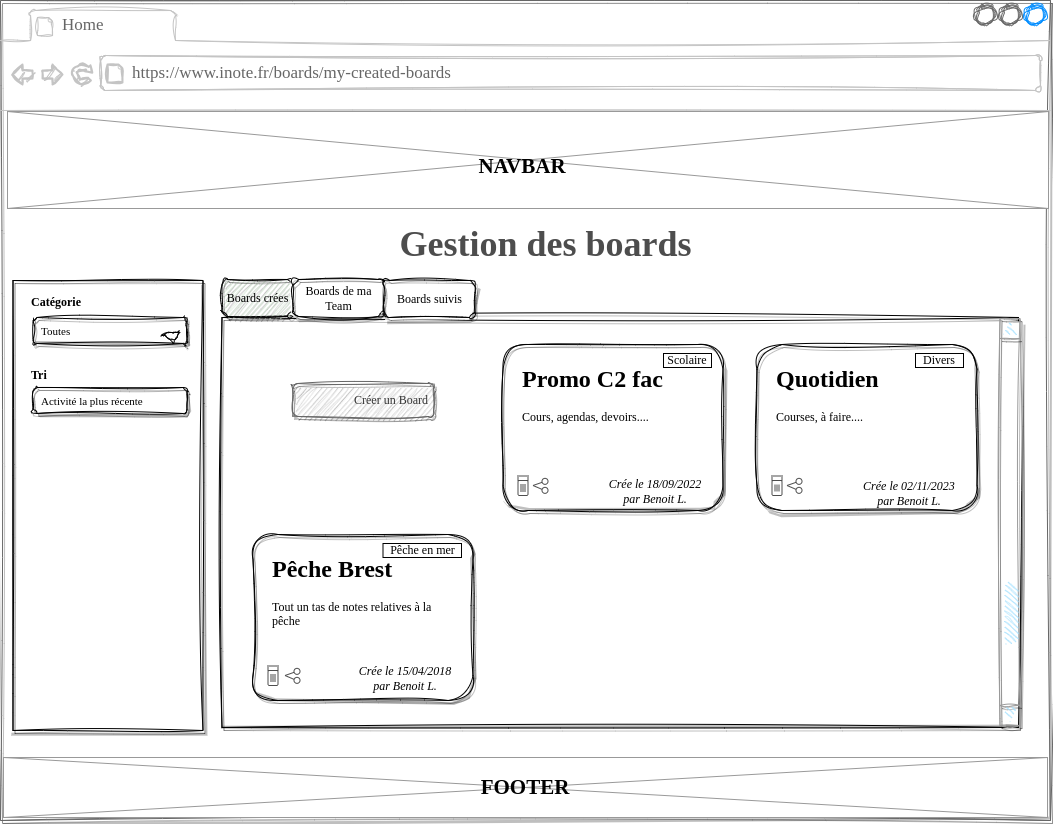 Home
https://www.inote.fr/boards/my-created-boards
NAVBAR
Gestion des boards
Catégorie
Toutes
Tri
Activité la plus récente
Boards crées
Boards de ma
Team
Boards suivis
Créer un Board
Scolaire
Promo C2 fac
Cours, agendas, devoirs....
Crée le 18/09/2022
par Benoit L.
Divers
Quotidien
Courses, à faire....
Crée le 02/11/2023
par Benoit L.
Pêche en mer
Pêche Brest
Tout un tas de notes relatives à la
pêche
Crée le 15/04/2018
par Benoit L.
FOOTER